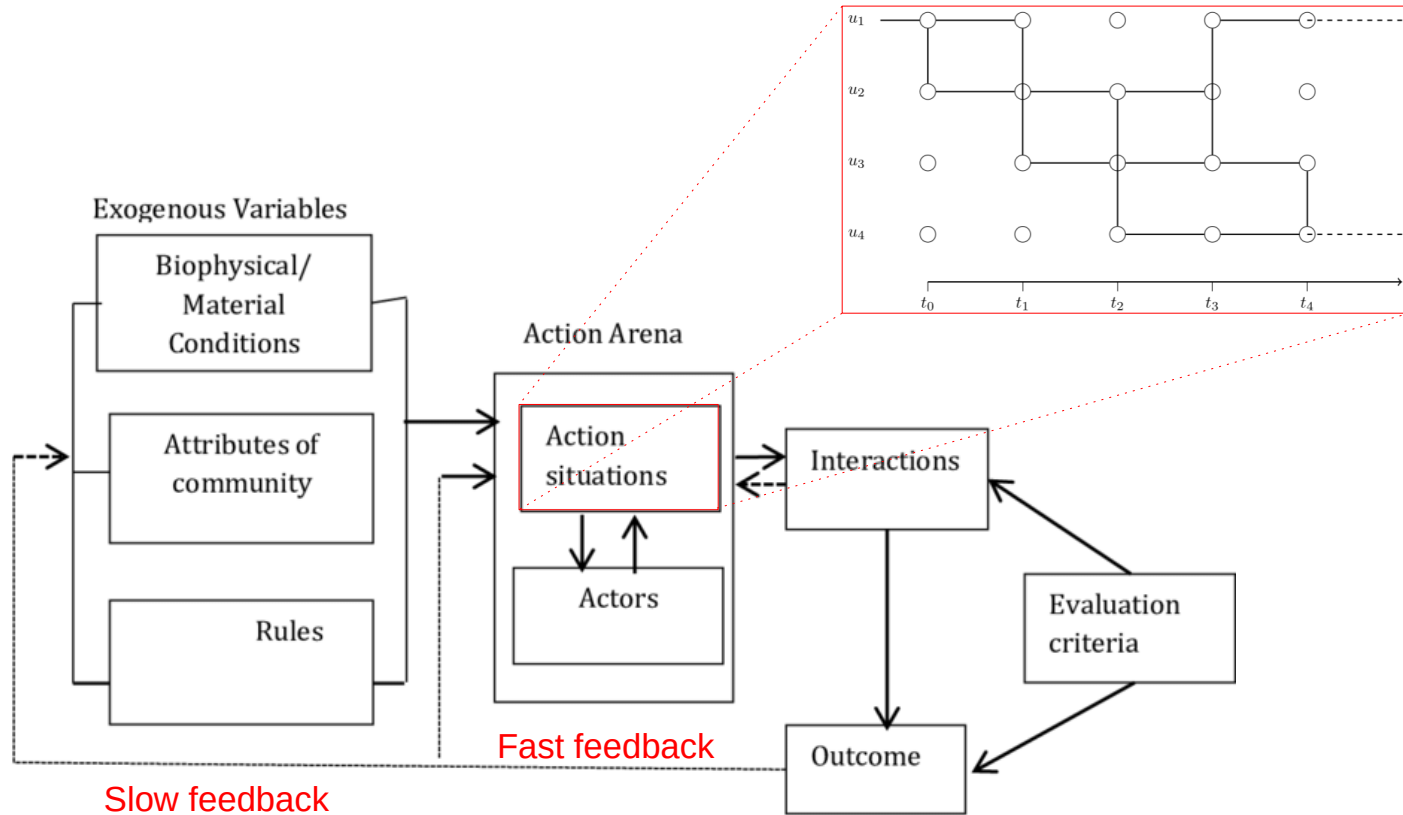 u1
u2
u3
u4
t0 t1 t2 t3 t4
Exogenous Variables
Biophysical/
Material
Conditions
Attributes of
community
Rules
Action Arena
Action
situations
Actors
Interactions
Evaluation
criteria
Outcome
Fast feedback
Slow feedback